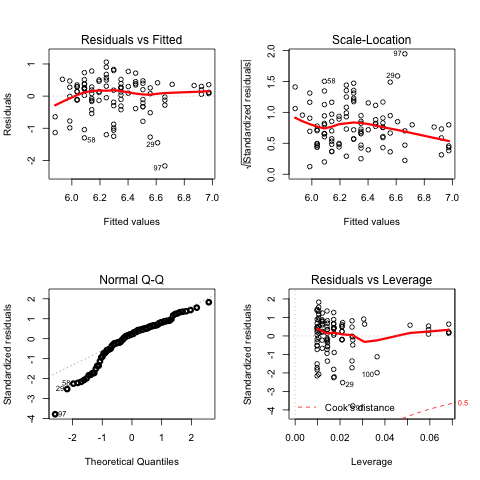 Residuals vs Fitted
Residuals
1
0
-1
-2
58
29
97
6.0 6.2 6.4 6.6 6.8 7.0
Fitted values
Scale-Location
√|Standardized residuals|
2.0
1.5
1.0
0.5
0.0
97
29
58
6.0 6.2 6.4 6.6 6.8 7.0
Fitted values
Normal Q-Q
Standardized residuals
2
1
0
-1
-2
-3
-4
58
29
97
-2 -1 0 1 2
Theoretical Quantiles
Residuals vs Leverage
Standardized residuals
2
1
0
-1
-2
-3
-4
100
29
Cook's distance
0.5
0.00 0.02 0.04 0.06
Leverage